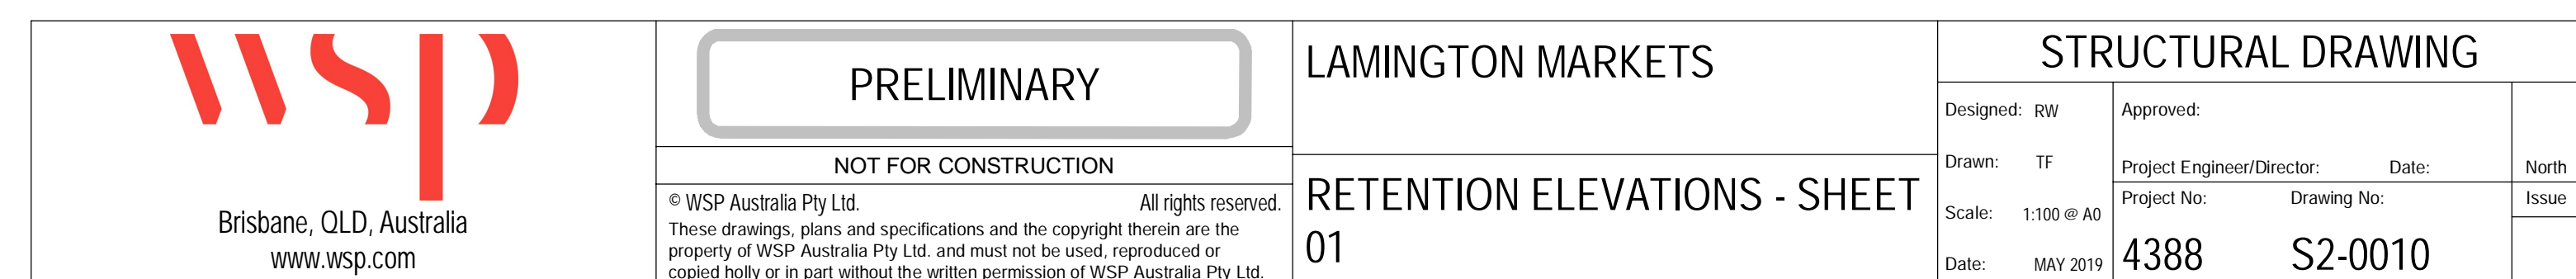 wsp
Brisbane, QLD, Australia
www.wsp.com
PRELIMINARY
NOT FOR CONSTRUCTION
© WSP Australia Pty Ltd. All rights reserved.
These drawings, plans and specifications and the copyright therein are the
property of WSP Australia Pty Ltd. and must not be used, reproduced or
copied holly or in part without the written permission of WSP Australia Pty Ltd.
LAMINGTON MARKETS
RETENTION ELEVATIONS - SHEET
01
STRUCTURAL DRAWING
Designed: RW
Drawn: TF
Scale: 1:100 @ A0
Date: MAY 2019
Approved:
Project Engineer/Director: Date:
Project No: Drawing No:
4388 S2-0010
North
Issue